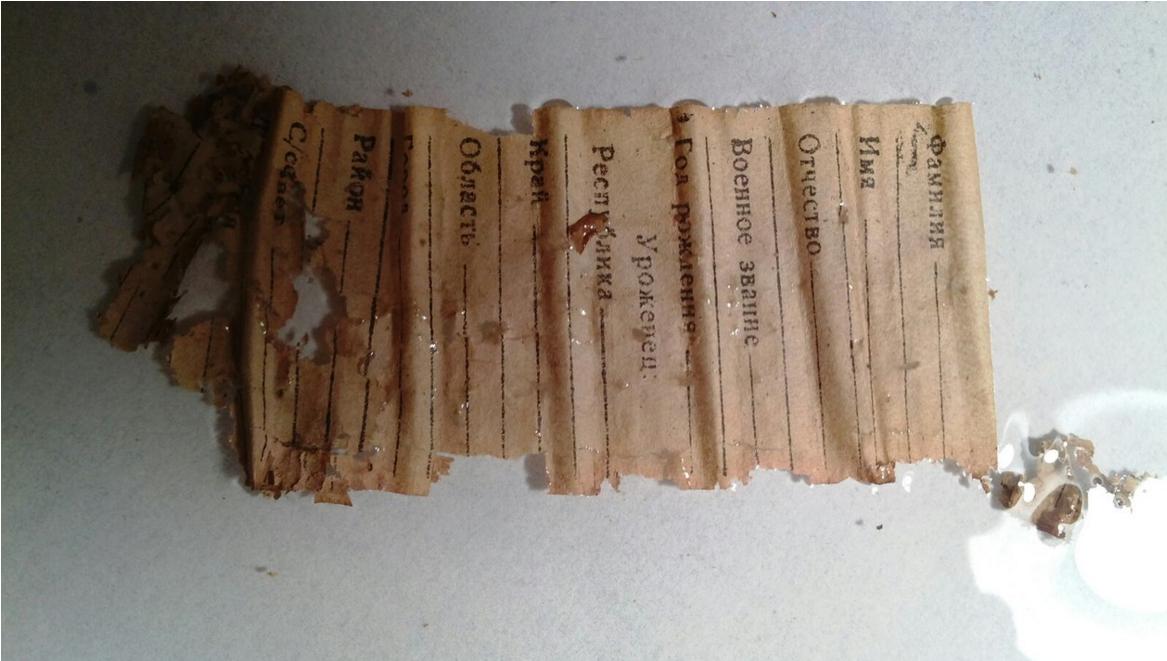 Фамилия
Имя
Отчество
Военное звание
Год рождения
Уроженец:
Республика
Край
Область
Район
С/совет